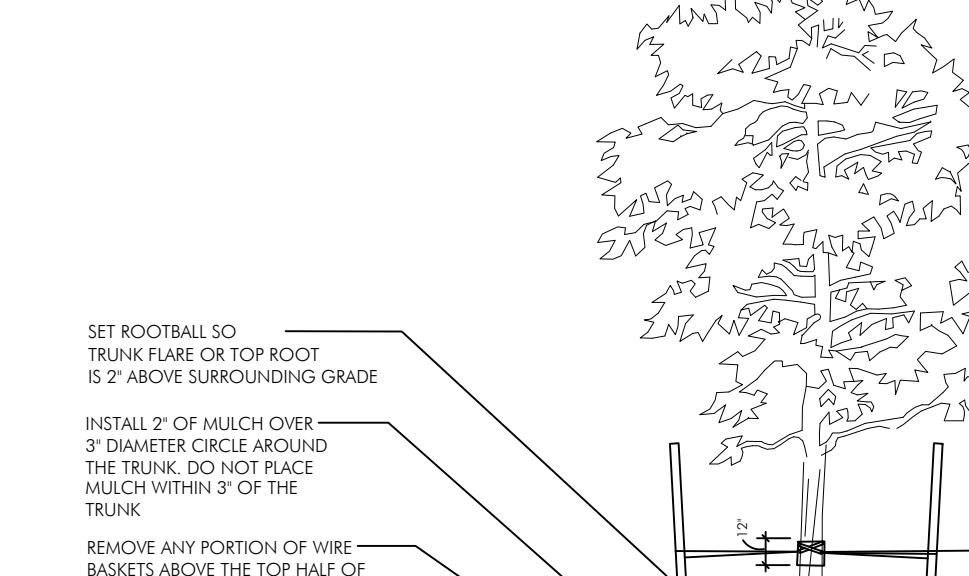 SET ROOTBALL SO
TRUNK FLARE OR TOP ROOT
IS 2" ABOVE SURROUNDING GRADE
INSTALL 2" OF MULCH OVER
3" DIAMETER CIRCLE AROUND
THE TRUNK. DO NOT PLACE
MULCH WITHIN 3" OF THE
TRUNK
REMOVE ANY PORTION OF WIRE
BASKETS ABOVE THE TOP HALF OF
12"